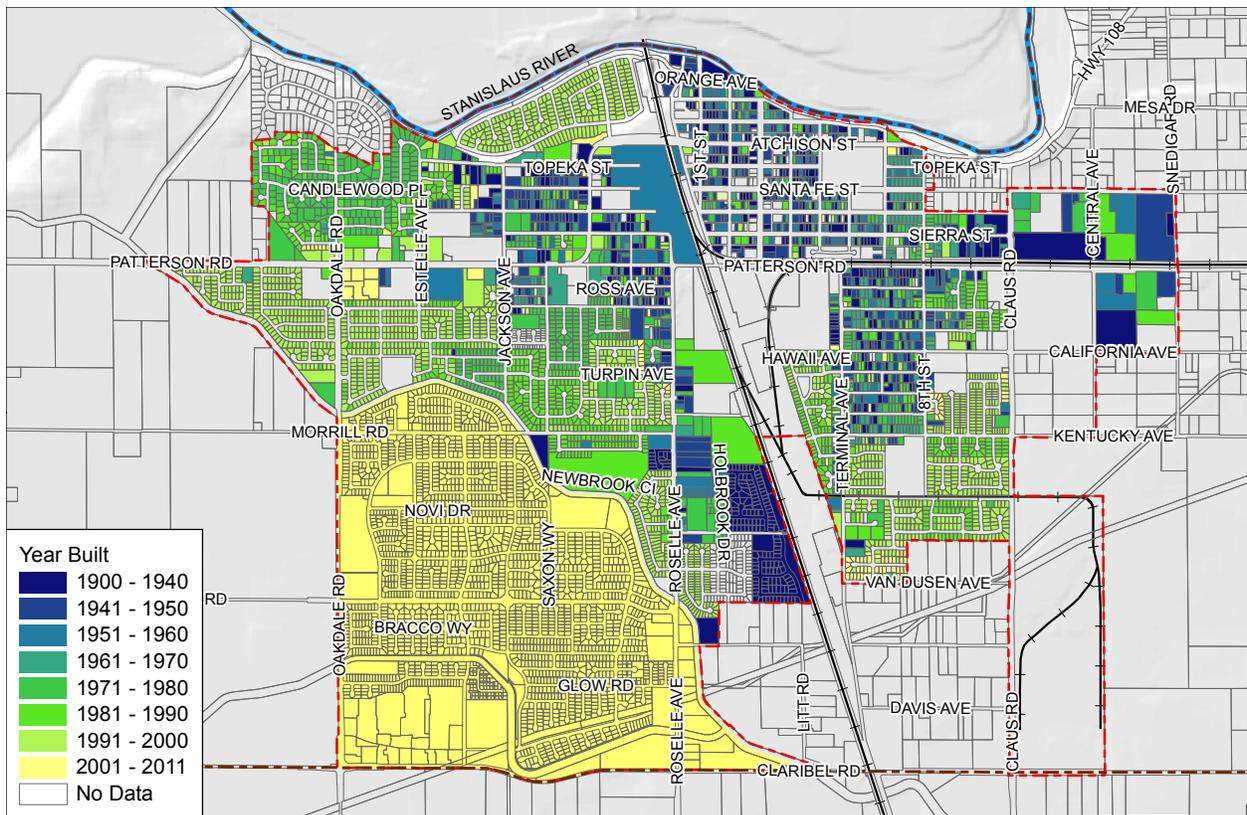 HWY 108
STANISLAUS RIVER
ORANGE AVE
MESA DR
SNEDIGAR RD
1ST ST
ATCHISON ST
TOPEKA ST
TOPEKA ST
CENTRAL AVE
CANDLEWOOD PL
SANTA FE ST
ESTELLE AVE
OAKDALE RD
SIERRA ST
PATTERSON RD
PATTERSON RD
JACKSON AVE
ROSS AVE
CLAUS RD
HAWAII AVE
CALIFORNIA AVE
TURPIN AVE
8TH ST
TERMINAL AVE
MORRILL RD
KENTUCKY AVE
NEWBROOK CI
HOLBROOK DR
NOVI DR
ROSELLE AVE
SAXON WY
VAN DUSEN AVE
RD
OAKDALE RD
BRACCO WY
GLOW RD
ROSELLE AVE
LITT RD
DAVIS AVE
CLAUS RD
CLARIBEL RD
Year Built
1900 - 1940
1941 - 1950
1951 - 1960
1961 - 1970
1971 - 1980
1981 - 1990
1991 - 2000
2001 - 2011
No Data